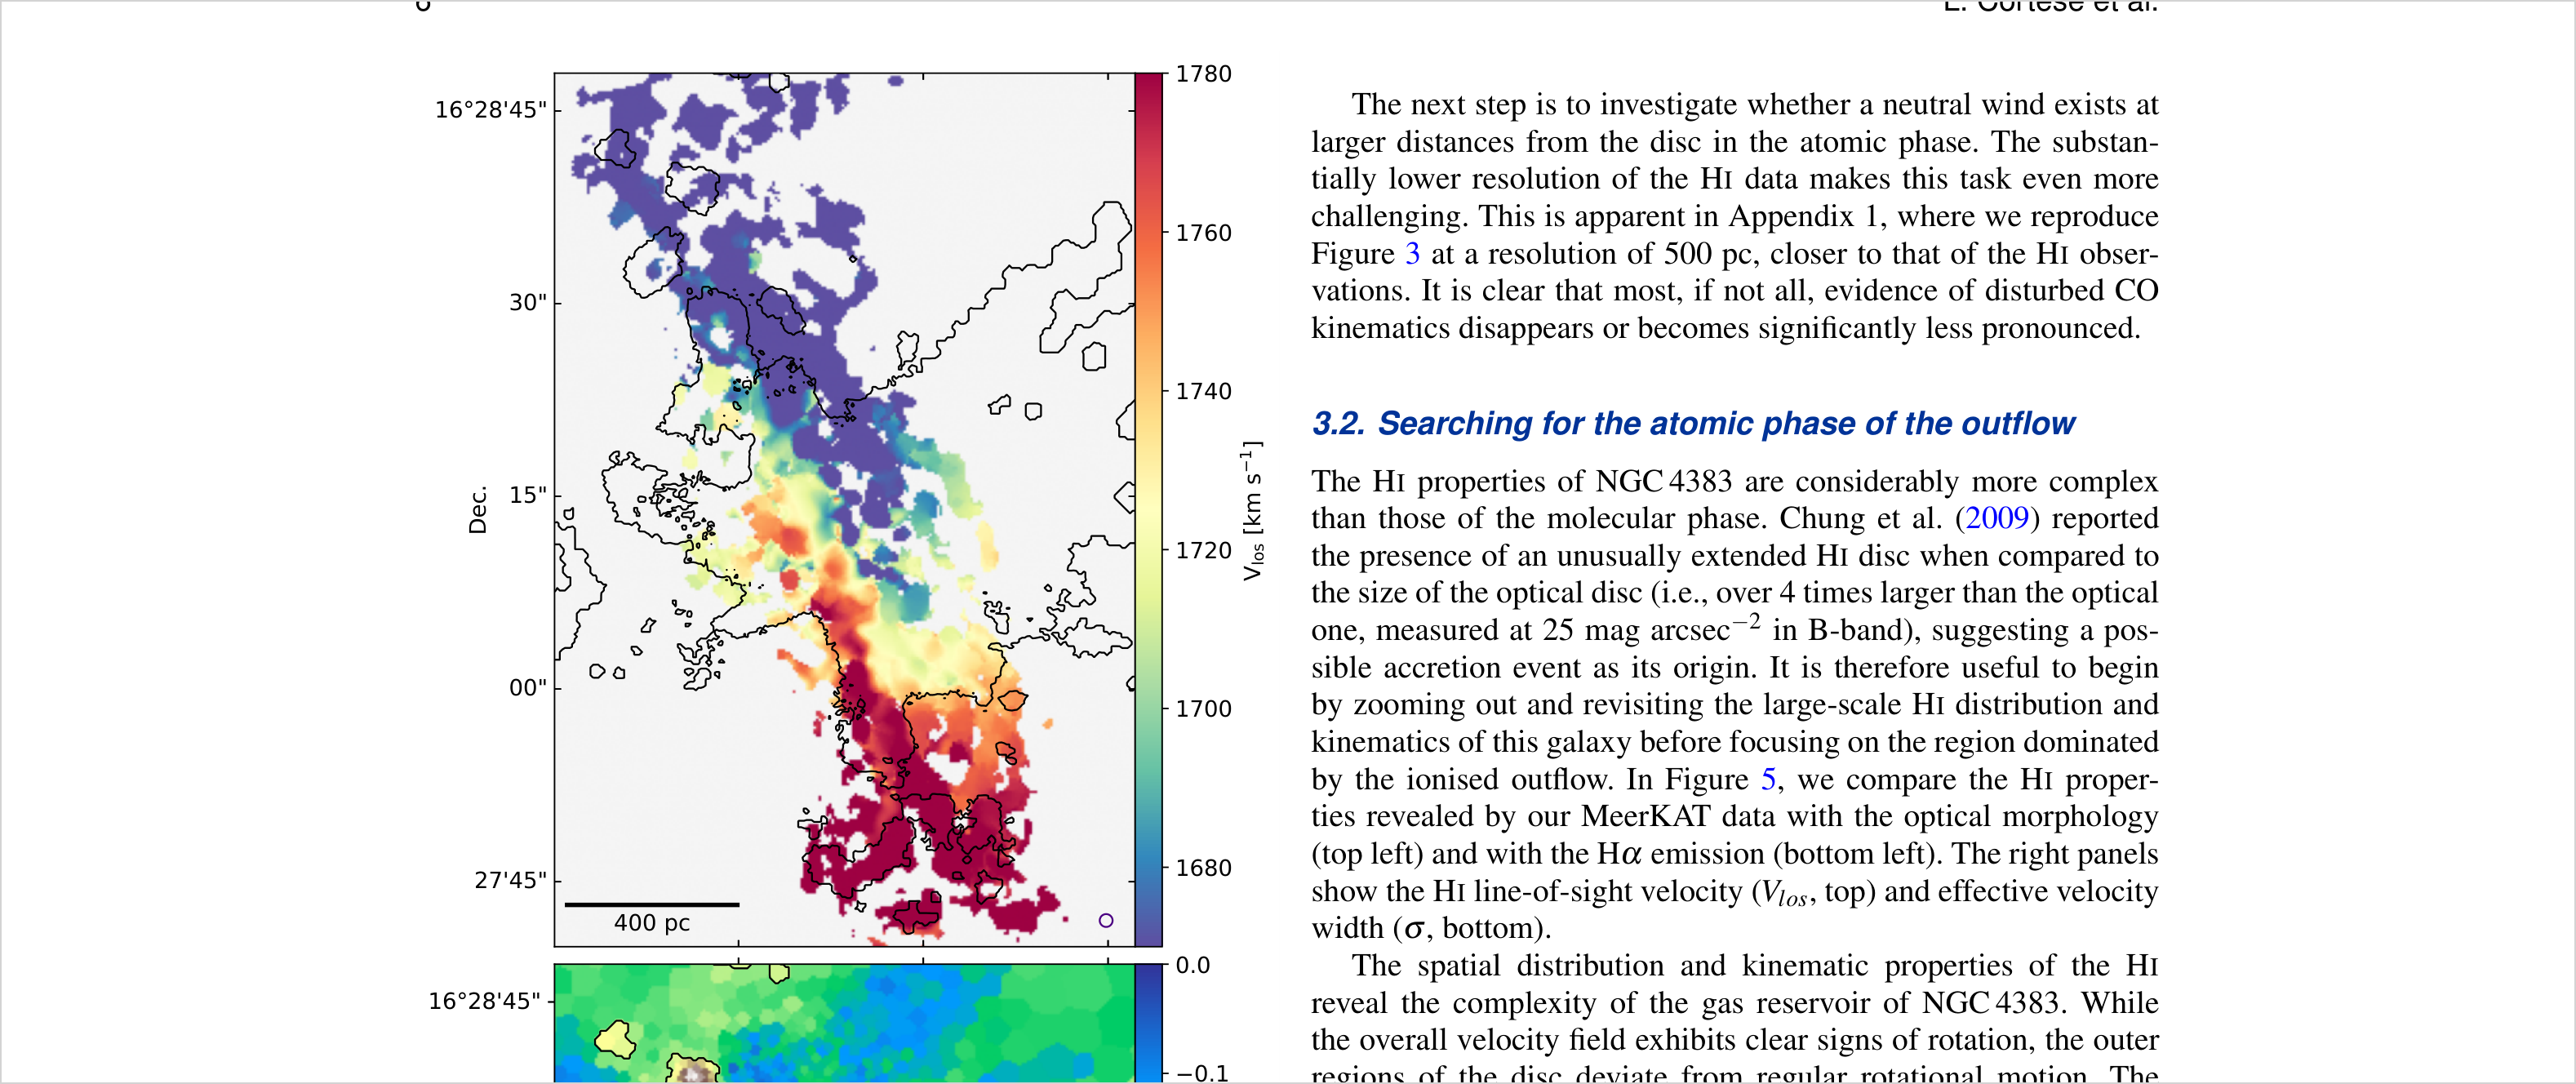 6
L. Cortese et al.
1780
16°28'45"
1760
30"
1740
15"
1720
00"
1700
1680
27'45"
Dec.
V_los [km s⁻¹]
400 pc
0.0
16°28'45"
−0.1
The next step is to investigate whether a neutral wind exists at
larger distances from the disc in the atomic phase. The substan-
tially lower resolution of the HI data makes this task even more
challenging. This is apparent in Appendix 1, where we reproduce
Figure 3 at a resolution of 500 pc, closer to that of the HI obser-
vations. It is clear that most, if not all, evidence of disturbed CO
kinematics disappears or becomes significantly less pronounced.
3.2. Searching for the atomic phase of the outflow
The HI properties of NGC 4383 are considerably more complex
than those of the molecular phase. Chung et al. (2009) reported
the presence of an unusually extended HI disc when compared to
the size of the optical disc (i.e., over 4 times larger than the optical
one, measured at 25 mag arcsec⁻² in B-band), suggesting a pos-
sible accretion event as its origin. It is therefore useful to begin
by zooming out and revisiting the large-scale HI distribution and
kinematics of this galaxy before focusing on the region dominated
by the ionised outflow. In Figure 5, we compare the HI proper-
ties revealed by our MeerKAT data with the optical morphology
(top left) and with the Hα emission (bottom left). The right panels
show the HI line-of-sight velocity (V_los, top) and effective velocity
width (σ, bottom).
The spatial distribution and kinematic properties of the HI
reveal the complexity of the gas reservoir of NGC 4383. While
the overall velocity field exhibits clear signs of rotation, the outer
regions of the disc deviate from regular rotational motion. The